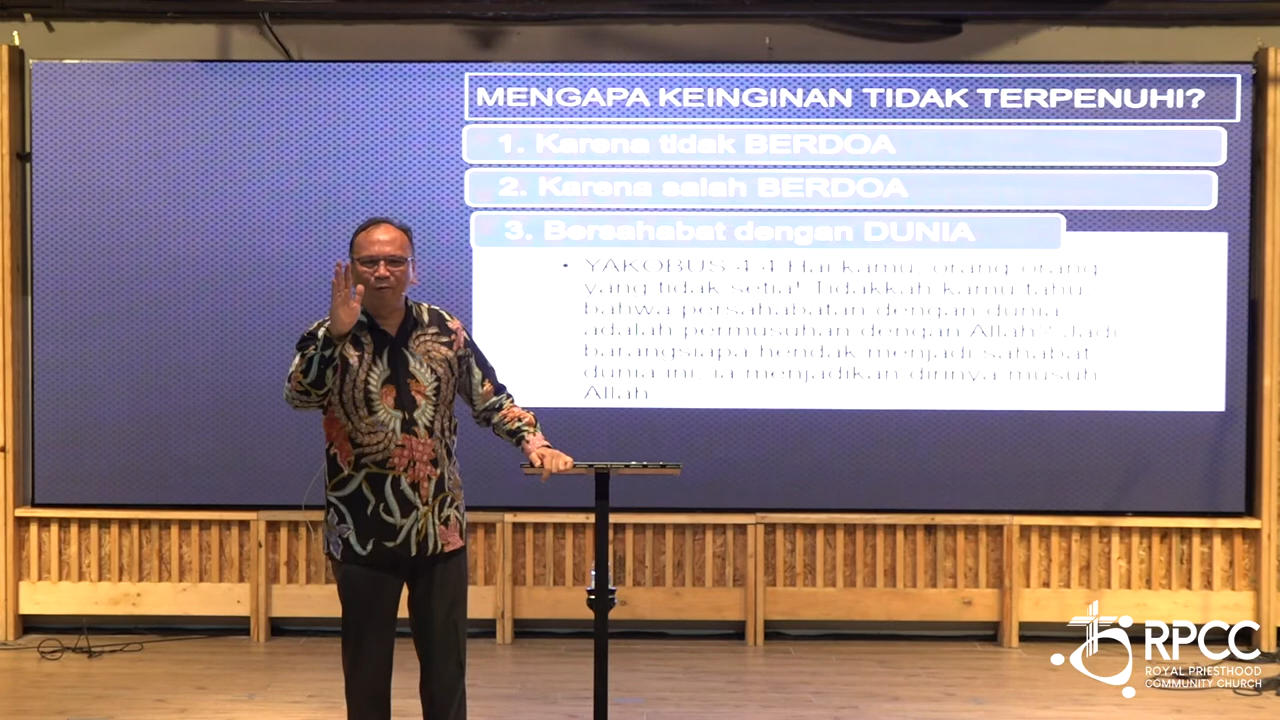 MENGAPA KEINGINAN TIDAK TERPENUHI?
1. Karena tidak BERDOA
2. Karena salah BERDOA
3. Bersahabat dengan DUNIA
• YAKOBUS 4:4 Hai kamu, orang-orang
yang tidak setia! Tidakkah kamu tahu
bahwa persahabatan dengan dunia
adalah permusuhan dengan Allah? Jadi
barangsiapa hendak menjadi sahabat
dunia ini, ia menjadikan dirinya musuh
Allah
RPCC
ROYAL PRIESTHOOD
COMMUNITY CHURCH